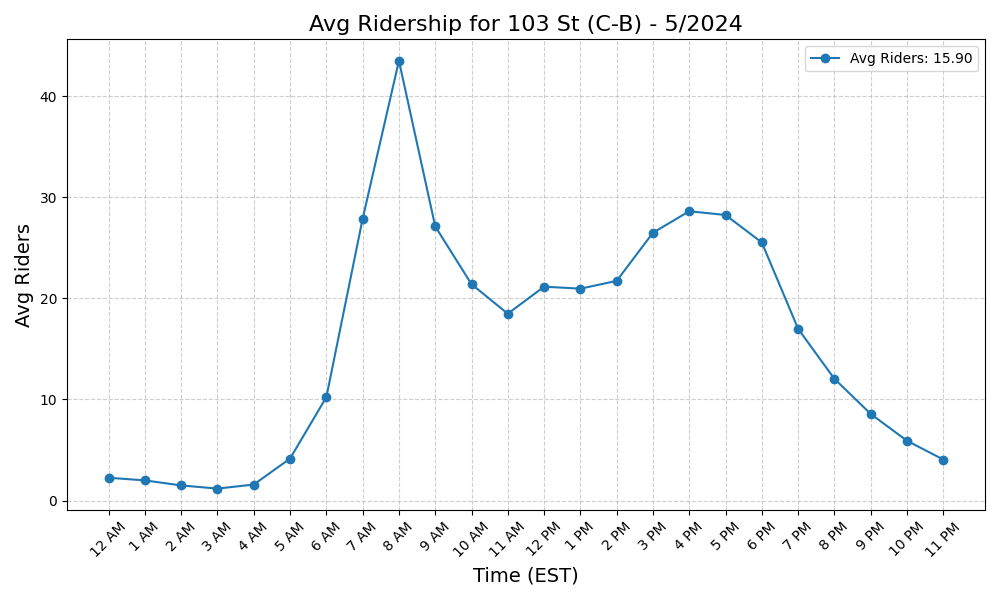 Avg Ridership for 103 St (C-B) - 5/2024
Avg Riders: 15.90
Avg Riders
40
30
20
10
0
12 AM
1 AM
2 AM
3 AM
4 AM
5 AM
6 AM
7 AM
8 AM
9 AM
10 AM
11 AM
12 PM
1 PM
2 PM
3 PM
4 PM
5 PM
6 PM
7 PM
8 PM
9 PM
10 PM
11 PM
Time (EST)